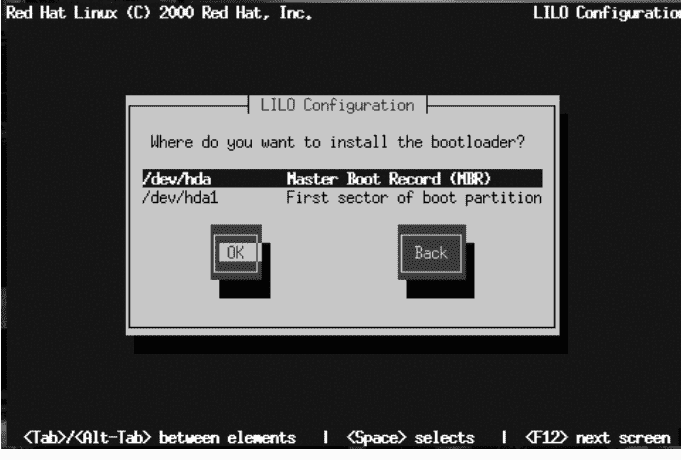 Red Hat Linux (C) 2000 Red Hat, Inc. LILO Configuratio
LILO Configuration
Where do you want to install the bootloader?
/dev/hda Master Boot Record (MBR)
/dev/hda1 First sector of boot partition
OK Back
<Tab>/<Alt-Tab> between elements | <Space> selects | <F12> next screen